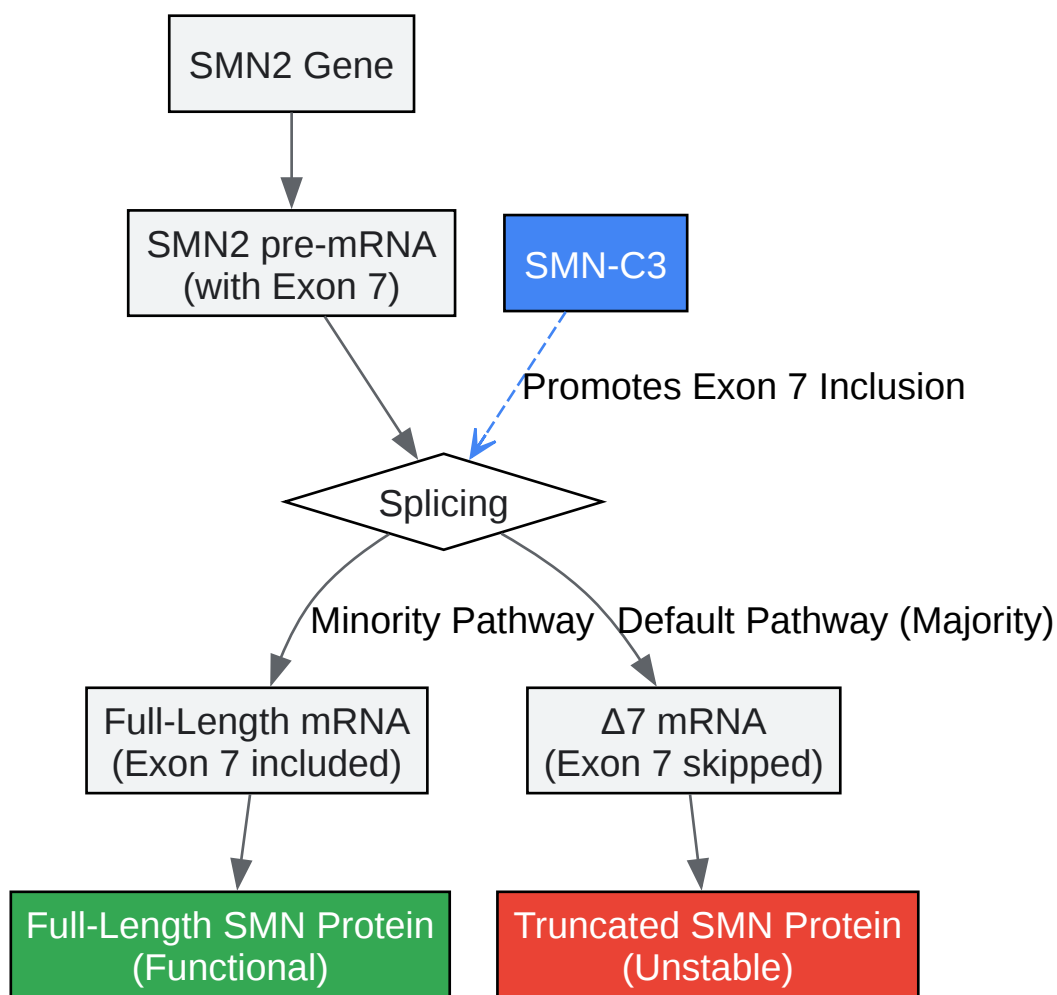 SMN2 Gene
SMN2 pre-mRNA
(with Exon 7)
SMN-C3
Promotes Exon 7 Inclusion
Splicing
Minority Pathway
Default Pathway (Majority)
Full-Length mRNA
(Exon 7 included)
Δ7 mRNA
(Exon 7 skipped)
Full-Length SMN Protein
(Functional)
Truncated SMN Protein
(Unstable)